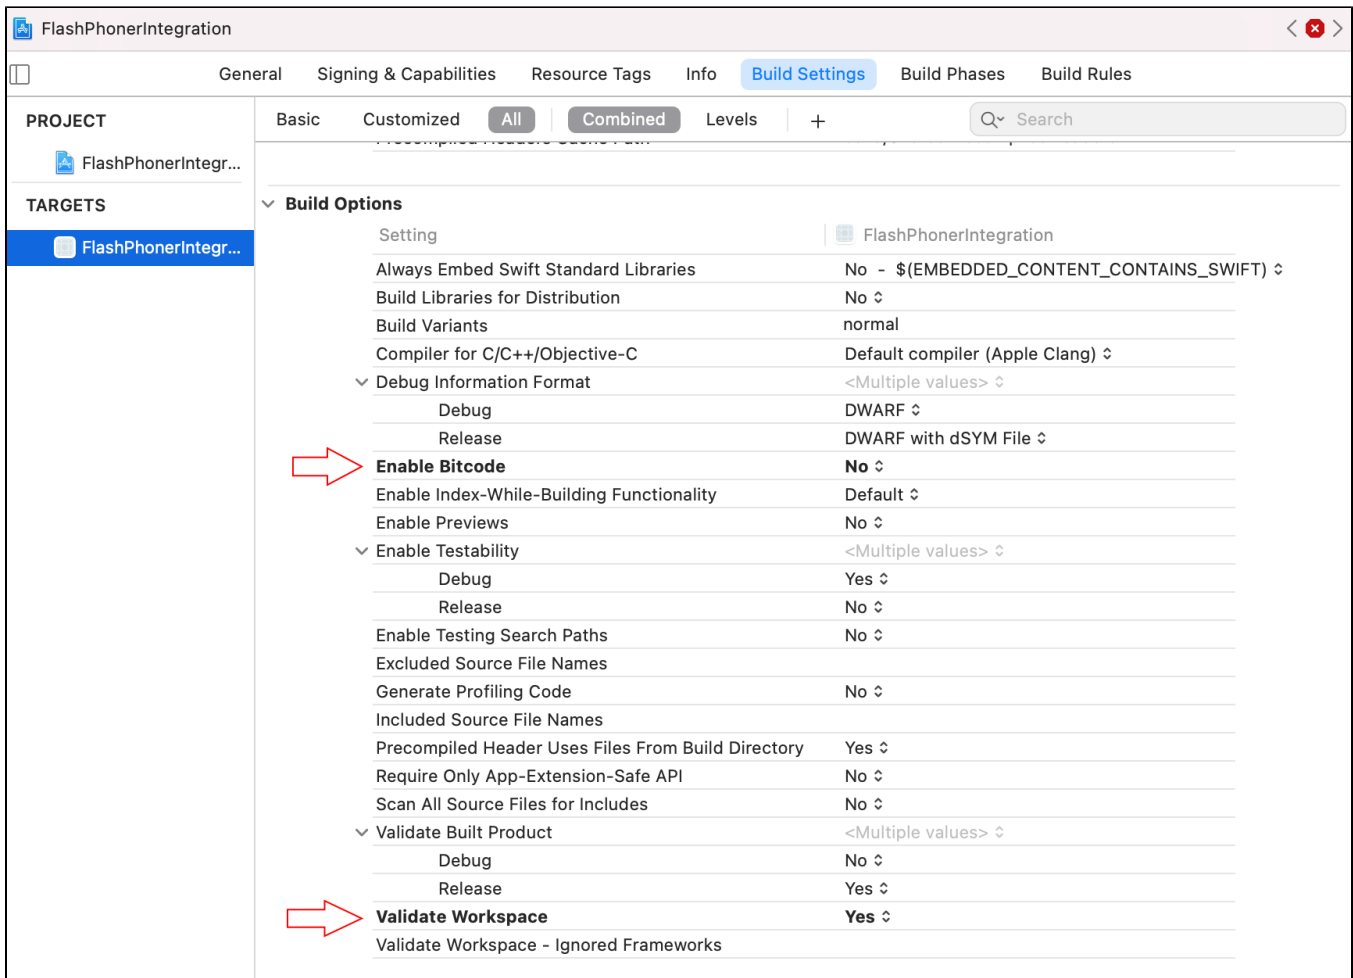 FlashPhonerIntegration
General Signing & Capabilities Resource Tags Info Build Settings Build Phases Build Rules
PROJECT
FlashPhonerIntegr...
TARGETS
FlashPhonerIntegr...
Basic Customized All Combined Levels + Search
Build Options
Setting FlashPhonerIntegration
Always Embed Swift Standard Libraries No - $(EMBEDDED_CONTENT_CONTAINS_SWIFT)
Build Libraries for Distribution No
Build Variants normal
Compiler for C/C++/Objective-C Default compiler (Apple Clang)
Debug Information Format <Multiple values>
Debug DWARF
Release DWARF with dSYM File
Enable Bitcode No
Enable Index-While-Building Functionality Default
Enable Previews No
Enable Testability <Multiple values>
Debug Yes
Release No
Enable Testing Search Paths No
Excluded Source File Names
Generate Profiling Code No
Included Source File Names
Precompiled Header Uses Files From Build Directory Yes
Require Only App-Extension-Safe API No
Scan All Source Files for Includes No
Validate Built Product <Multiple values>
Debug No
Release Yes
Validate Workspace Yes
Validate Workspace - Ignored Frameworks